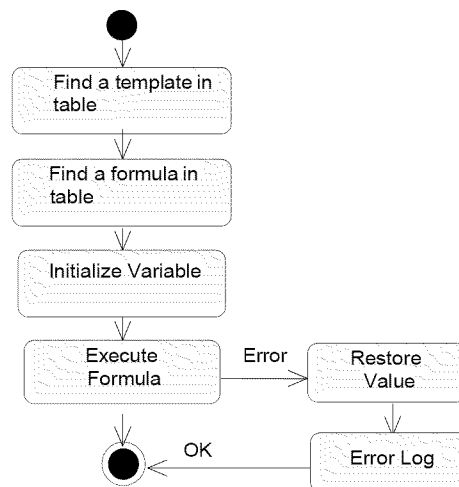 Find a template in
table
Find a formula in
table
Initialize Variable
Execute
Formula
Error
Restore
Value
OK
Error Log